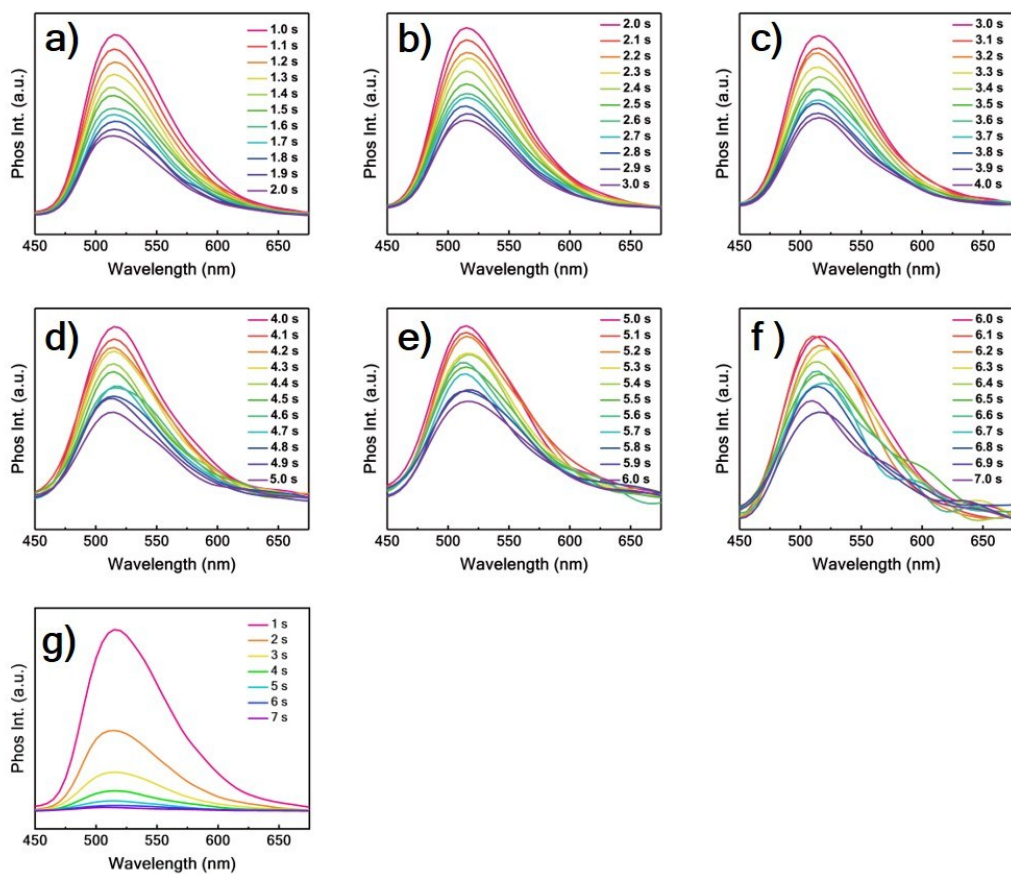 a)
1.0 s
1.1 s
1.2 s
1.3 s
1.4 s
1.5 s
1.6 s
1.7 s
1.8 s
1.9 s
2.0 s
Phos Int. (a.u.)
450 500 550 600 650
Wavelength (nm)
b)
2.0 s
2.1 s
2.2 s
2.3 s
2.4 s
2.5 s
2.6 s
2.7 s
2.8 s
2.9 s
3.0 s
Phos Int. (a.u.)
450 500 550 600 650
Wavelength (nm)
c)
3.0 s
3.1 s
3.2 s
3.3 s
3.4 s
3.5 s
3.6 s
3.7 s
3.8 s
3.9 s
4.0 s
Phos Int. (a.u.)
450 500 550 600 650
Wavelength (nm)
d)
4.0 s
4.1 s
4.2 s
4.3 s
4.4 s
4.5 s
4.6 s
4.7 s
4.8 s
4.9 s
5.0 s
Phos Int. (a.u.)
450 500 550 600 650
Wavelength (nm)
e)
5.0 s
5.1 s
5.2 s
5.3 s
5.4 s
5.5 s
5.6 s
5.7 s
5.8 s
5.9 s
6.0 s
Phos Int. (a.u.)
450 500 550 600 650
Wavelength (nm)
f)
6.0 s
6.1 s
6.2 s
6.3 s
6.4 s
6.5 s
6.6 s
6.7 s
6.8 s
6.9 s
7.0 s
Phos Int. (a.u.)
450 500 550 600 650
Wavelength (nm)
g)
1 s
2 s
3 s
4 s
5 s
6 s
7 s
Phos Int. (a.u.)
450 500 550 600 650
Wavelength (nm)